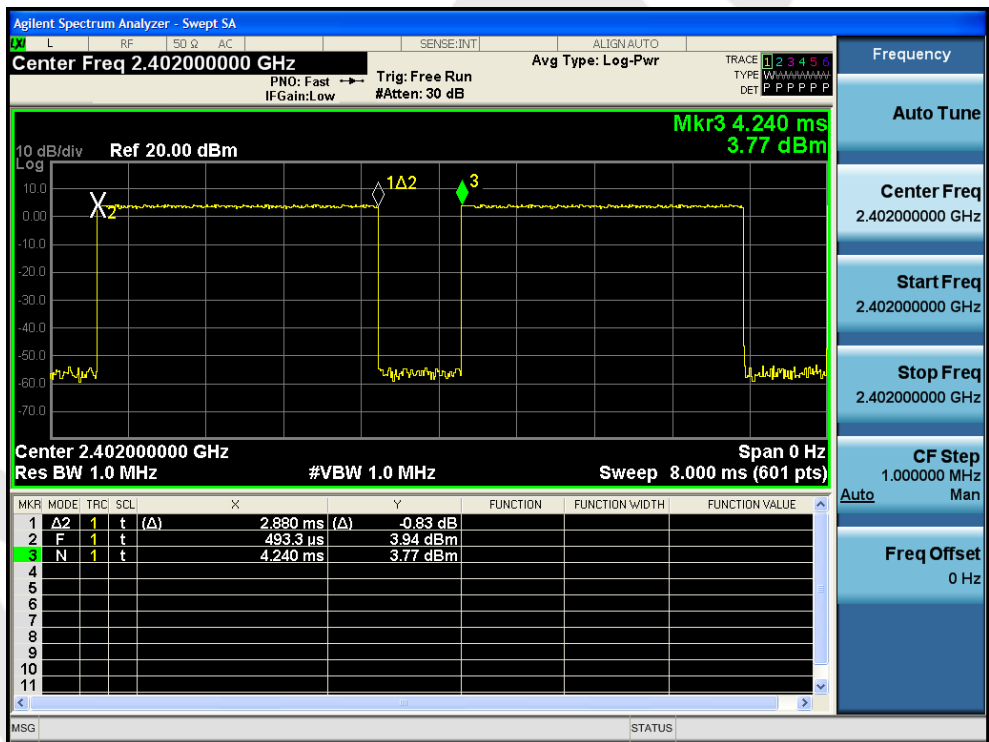 Agilent Spectrum Analyzer - Swept SA
LXI L RF 50 Ω AC SENSE:INT ALIGN AUTO
Center Freq 2.402000000 GHz
PNO: Fast
IFGain:Low
Trig: Free Run
#Atten: 30 dB
Avg Type: Log-Pwr
TRACE 1 2 3 4 5 6
TYPE
DET P P P P P P
Frequency
Mkr3 4.240 ms
3.77 dBm
10 dB/div Ref 20.00 dBm
Log
10.0
0.00
-10.0
-20.0
-30.0
-40.0
-50.0
-60.0
-70.0
2
1Δ2
3
Center 2.402000000 GHz Span 0 Hz
Res BW 1.0 MHz #VBW 1.0 MHz Sweep 8.000 ms (601 pts)
MKR MODE TRC SCL X Y FUNCTION FUNCTION WIDTH FUNCTION VALUE
1 Δ2 1 t (Δ) 2.880 ms (Δ) -0.83 dB
2 F 1 t 493.3 µs 3.94 dBm
3 N 1 t 4.240 ms 3.77 dBm
4
5
6
7
8
9
10
11
MSG STATUS
Auto Tune
Center Freq
2.402000000 GHz
Start Freq
2.402000000 GHz
Stop Freq
2.402000000 GHz
CF Step
1.000000 MHz
Auto Man
Freq Offset
0 Hz